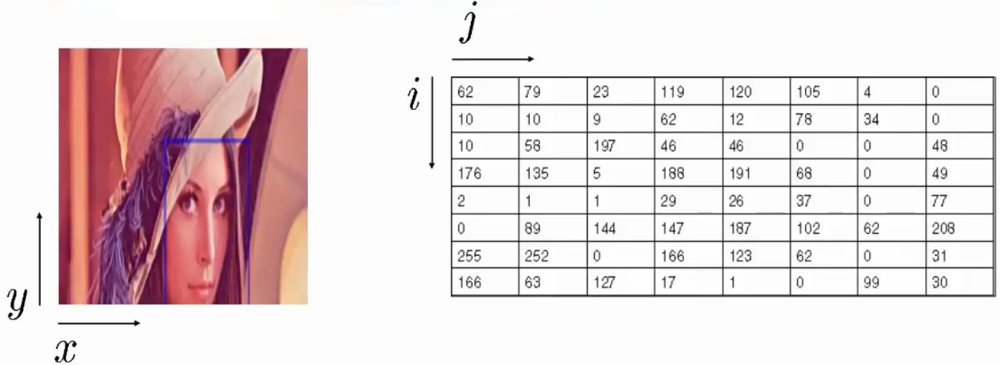 j
i
62 79 23 119 120 105 4 0
10 10 9 62 12 78 34 0
10 58 197 46 46 0 0 48
176 135 5 188 191 68 0 49
2 1 1 29 26 37 0 77
0 89 144 147 187 102 62 208
255 252 0 166 123 62 0 31
166 63 127 17 1 0 99 30
y
x